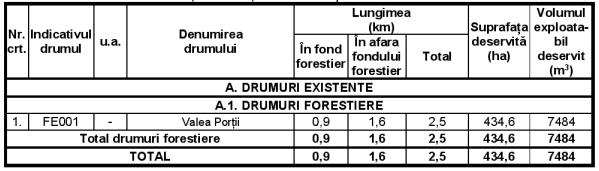 Nr. crt. Indicativul drumul u.a. Denumirea drumului Lungimea (km) Suprafața deservită (ha) Volumul exploata-bil deservit (m³)
În fond forestier În afara fondului forestier Total
A. DRUMURI EXISTENTE
A.1. DRUMURI FORESTIERE
1. FE001 - Valea Porții 0,9 1,6 2,5 434,6 7484
Total drumuri forestiere 0,9 1,6 2,5 434,6 7484
TOTAL 0,9 1,6 2,5 434,6 7484